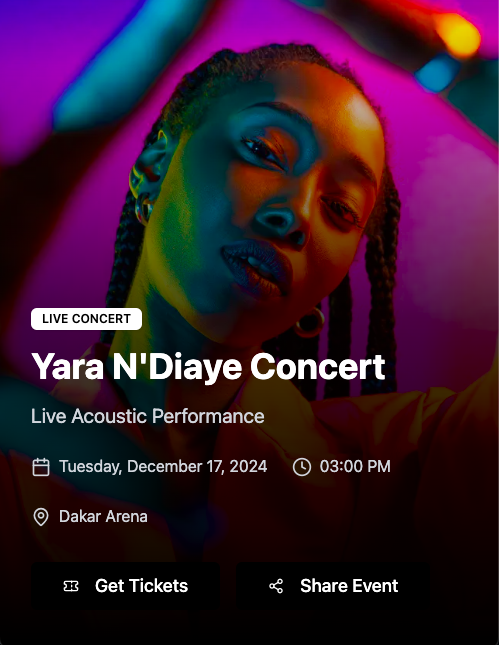 LIVE CONCERT
Yara N'Diaye Concert
Live Acoustic Performance
Tuesday, December 17, 2024 03:00 PM
Dakar Arena
Get Tickets Share Event